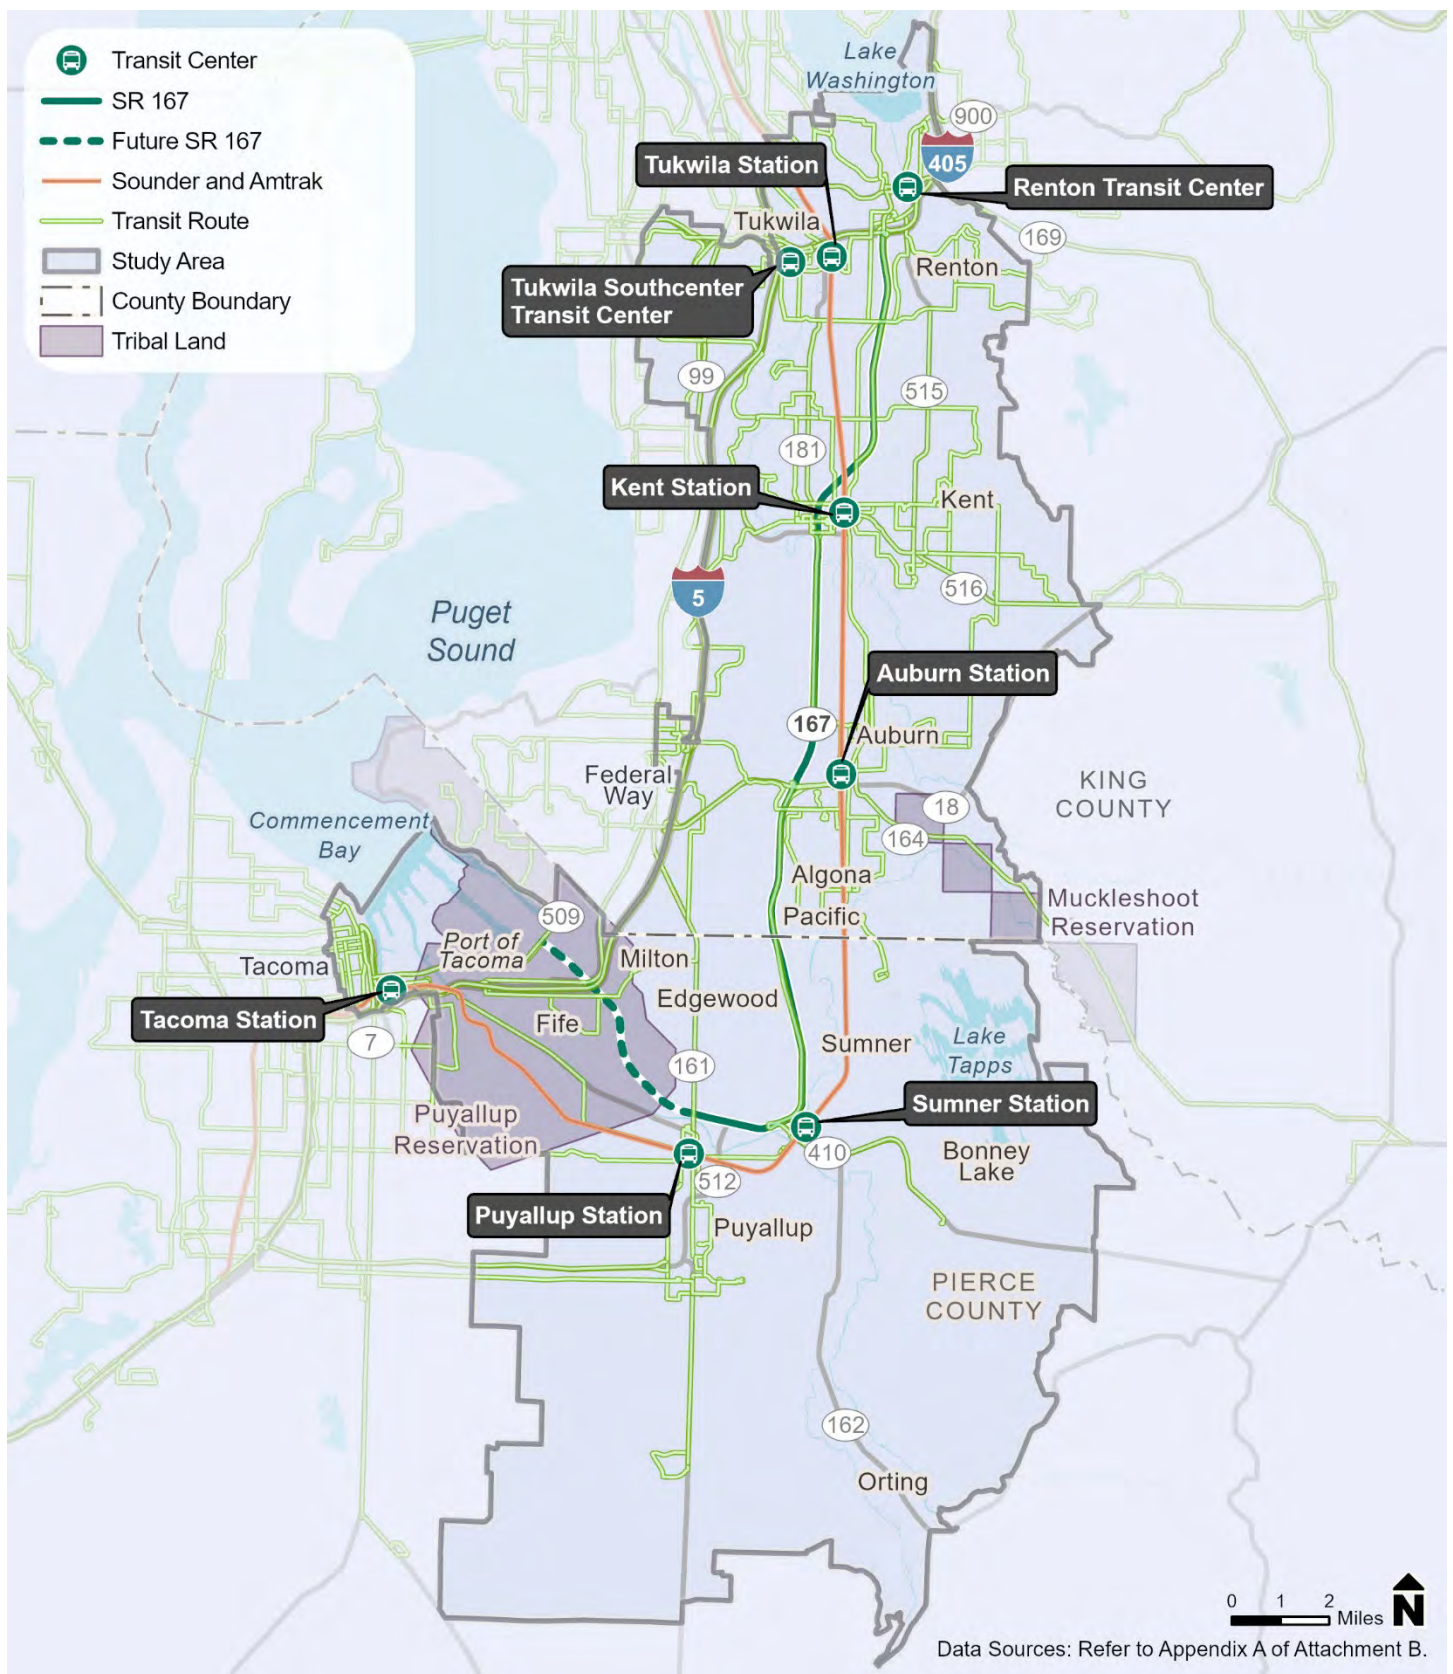 Transit Center
SR 167
Future SR 167
Sounder and Amtrak
Transit Route
Study Area
County Boundary
Tribal Land
Lake
Washington
900
405
Tukwila Station
Renton Transit Center
Tukwila
169
Renton
Tukwila Southcenter
Transit Center
99
515
181
Kent Station
Kent
516
5
Puget
Sound
Auburn Station
167
Auburn
Federal
Way
KING
COUNTY
18
Commencement
Bay
164
Algona
Muckleshoot
Reservation
Pacific
509
Port of
Tacoma
Milton
Tacoma
Edgewood
Tacoma Station
Fife
7
Sumner
Lake
Tapps
161
Sumner Station
Puyallup
Reservation
410
Bonney
Lake
512
Puyallup Station
Puyallup
PIERCE
COUNTY
162
Orting
0 1 2
Miles
N
Data Sources: Refer to Appendix A of Attachment B.